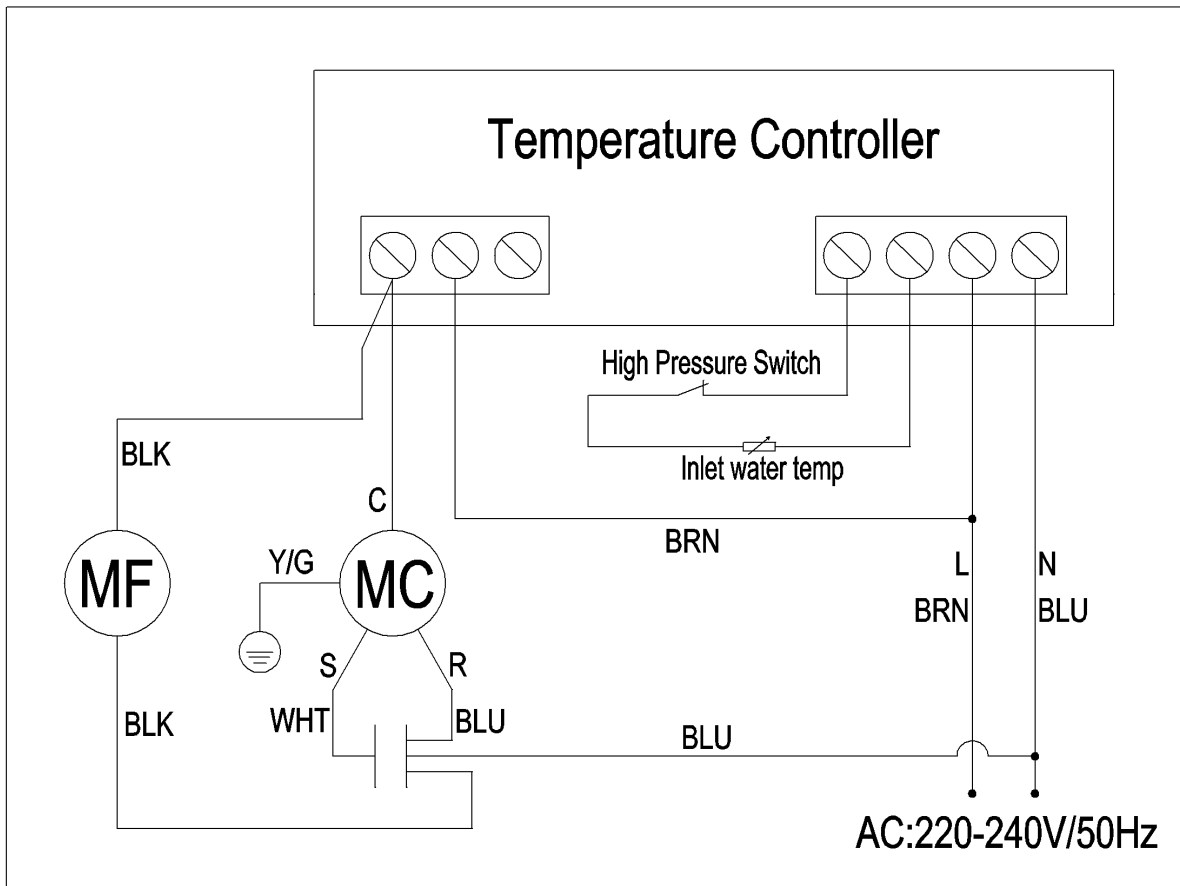 Temperature Controller
High Pressure Switch
Inlet water temp
BLK
C
BRN
Y/G
MF
MC
L
N
BRN
BLU
S
R
BLK
WHT
BLU
BLU
AC:220-240V/50Hz